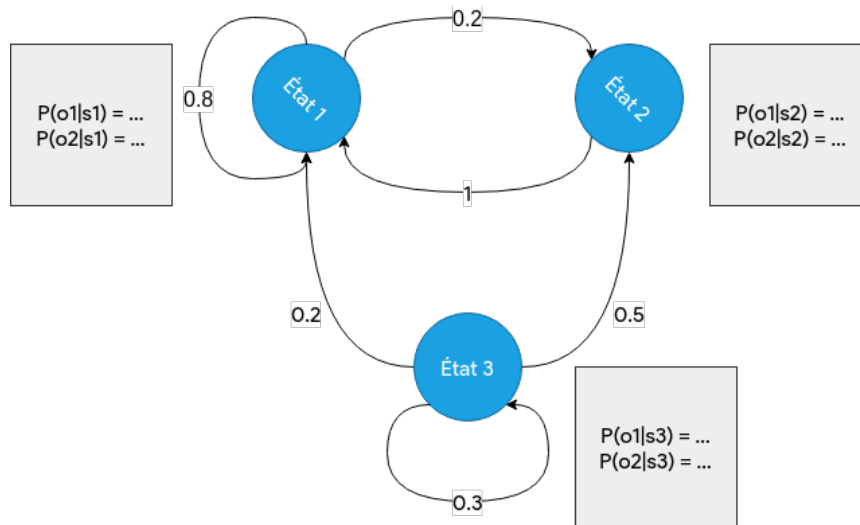 0.2
État 1
État 2
0.8
P(o1|s1) = ...
P(o2|s1) = ...
P(o1|s2) = ...
P(o2|s2) = ...
1
0.2
0.5
État 3
P(o1|s3) = ...
P(o2|s3) = ...
0.3